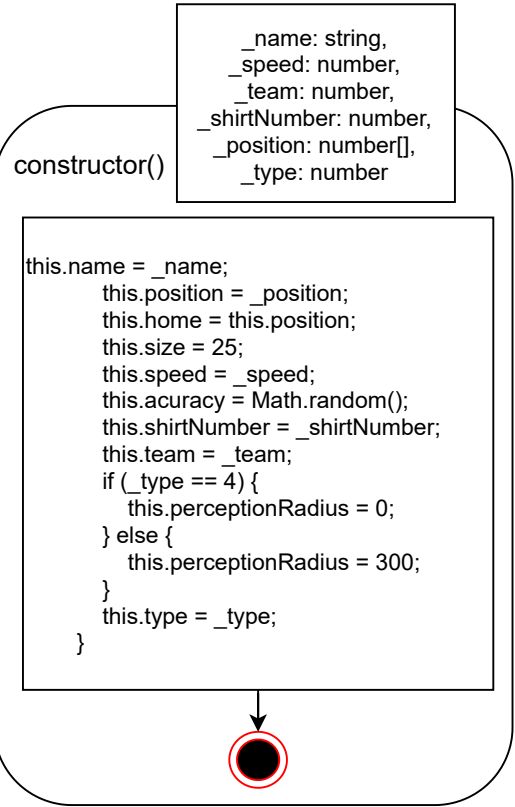 _name: string,
_speed: number,
_team: number,
_shirtNumber: number,
_position: number[],
_type: number
constructor()
this.name = _name;
this.position = _position;
this.home = this.position;
this.size = 25;
this.speed = _speed;
this.acuracy = Math.random();
this.shirtNumber = _shirtNumber;
this.team = _team;
if (_type == 4) {
this.perceptionRadius = 0;
} else {
this.perceptionRadius = 300;
}
this.type = _type;
}